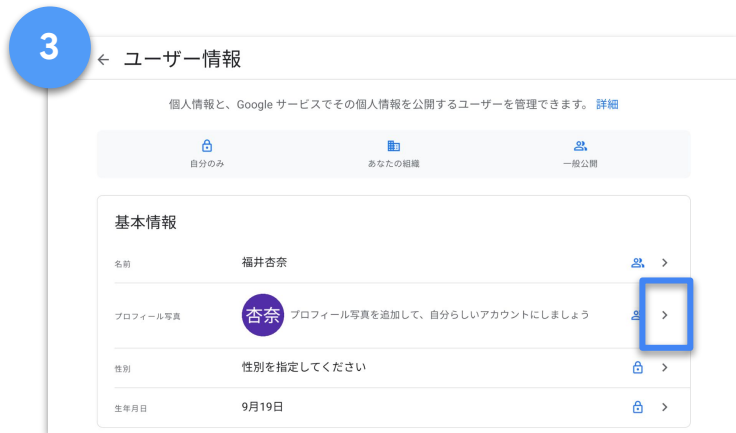 3
← ユーザー情報
個人情報と、Google サービスでその個人情報を公開するユーザーを管理できます。 詳細
自分のみ
あなたの組織
一般公開
基本情報
名前 福井杏奈
プロフィール写真 杏奈 プロフィール写真を追加して、自分らしいアカウントにしましょう
性別 性別を指定してください
生年月日 9月19日